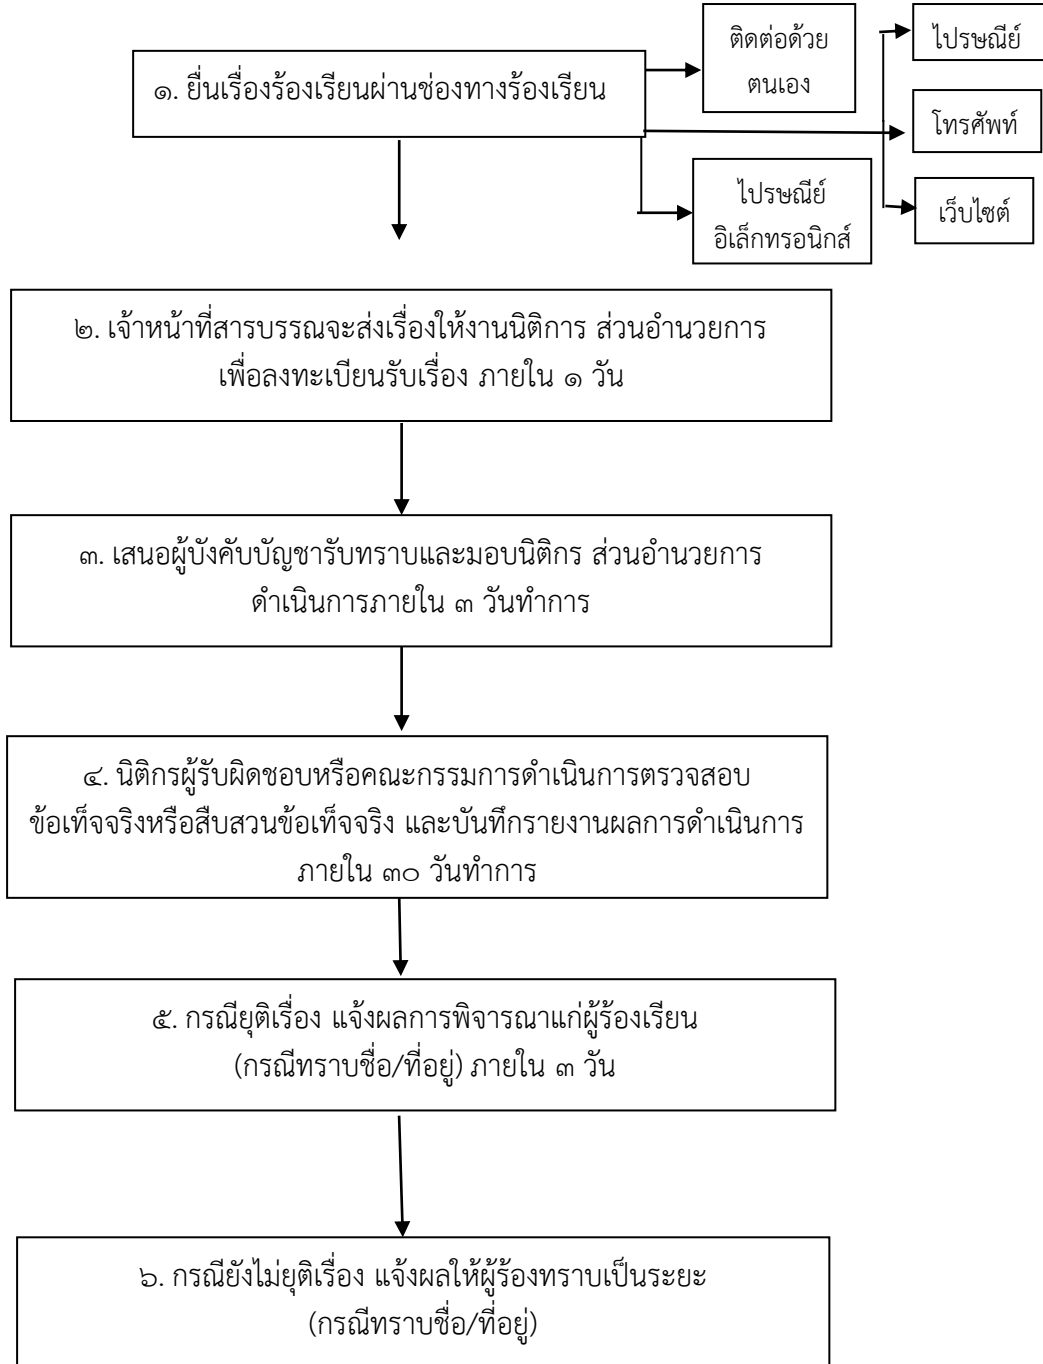 ๑. ยื่นเรื่องร้องเรียนผ่านช่องทางร้องเรียน
ติดต่อด้วย
ตนเอง
ไปรษณีย์
โทรศัพท์
ไปรษณีย์
อิเล็กทรอนิกส์
เว็บไซต์
๒. เจ้าหน้าที่สารบรรณจะส่งเรื่องให้งานนิติการ ส่วนอำนวยการ
เพื่อลงทะเบียนรับเรื่อง ภายใน ๑ วัน
๓. เสนอผู้บังคับบัญชารับทราบและมอบนิติกร ส่วนอำนวยการ
ดำเนินการภายใน ๓ วันทำการ
๔. นิติกรผู้รับผิดชอบหรือคณะกรรมการดำเนินการตรวจสอบ
ข้อเท็จจริงหรือสืบสวนข้อเท็จจริง และบันทึกรายงานผลการดำเนินการ
ภายใน ๓๐ วันทำการ
๕. กรณียุติเรื่อง แจ้งผลการพิจารณาแก่ผู้ร้องเรียน
(กรณีทราบชื่อ/ที่อยู่) ภายใน ๓ วัน
๖. กรณียังไม่ยุติเรื่อง แจ้งผลให้ผู้ร้องทราบเป็นระยะ
(กรณีทราบชื่อ/ที่อยู่)